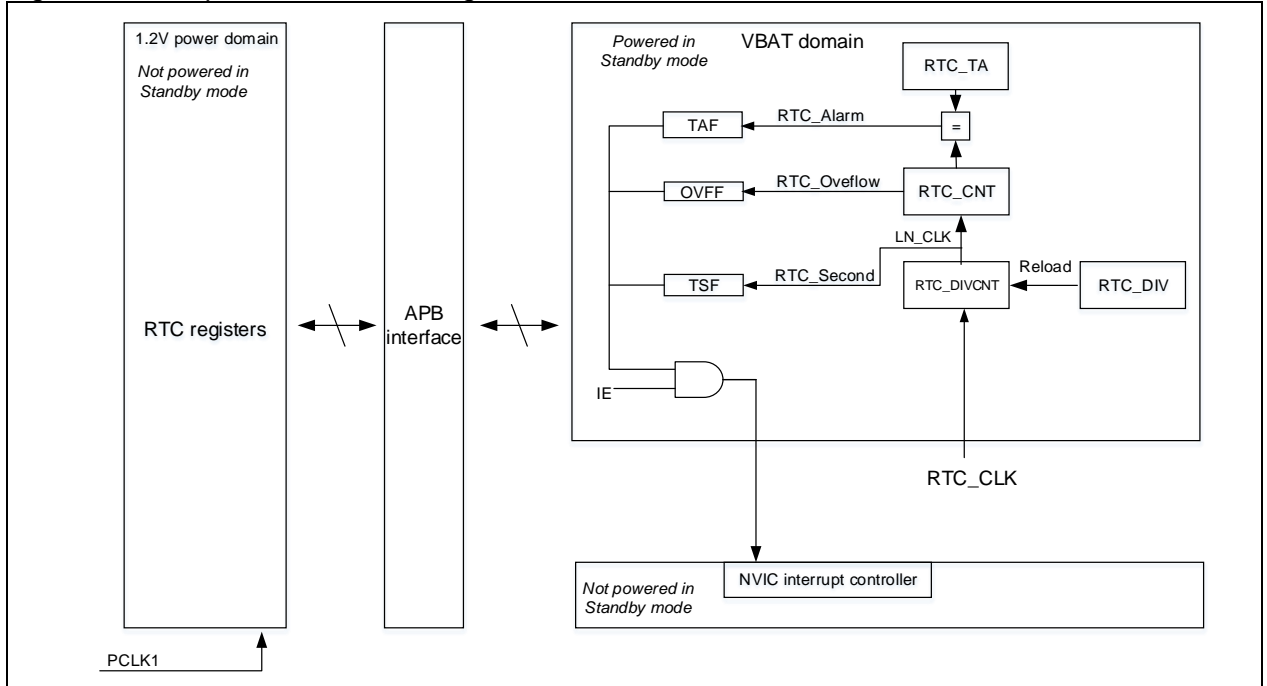 1.2V power domain
Not powered in
Standby mode
RTC registers
PCLK1
APB
interface
Powered in
Standby mode
VBAT domain
RTC_TA
TAF
RTC_Alarm
=
OVFF
RTC_Oveflow
RTC_CNT
LN_CLK
TSF
RTC_Second
RTC_DIVCNT
Reload
RTC_DIV
IE
RTC_CLK
Not powered in
Standby mode
NVIC interrupt controller